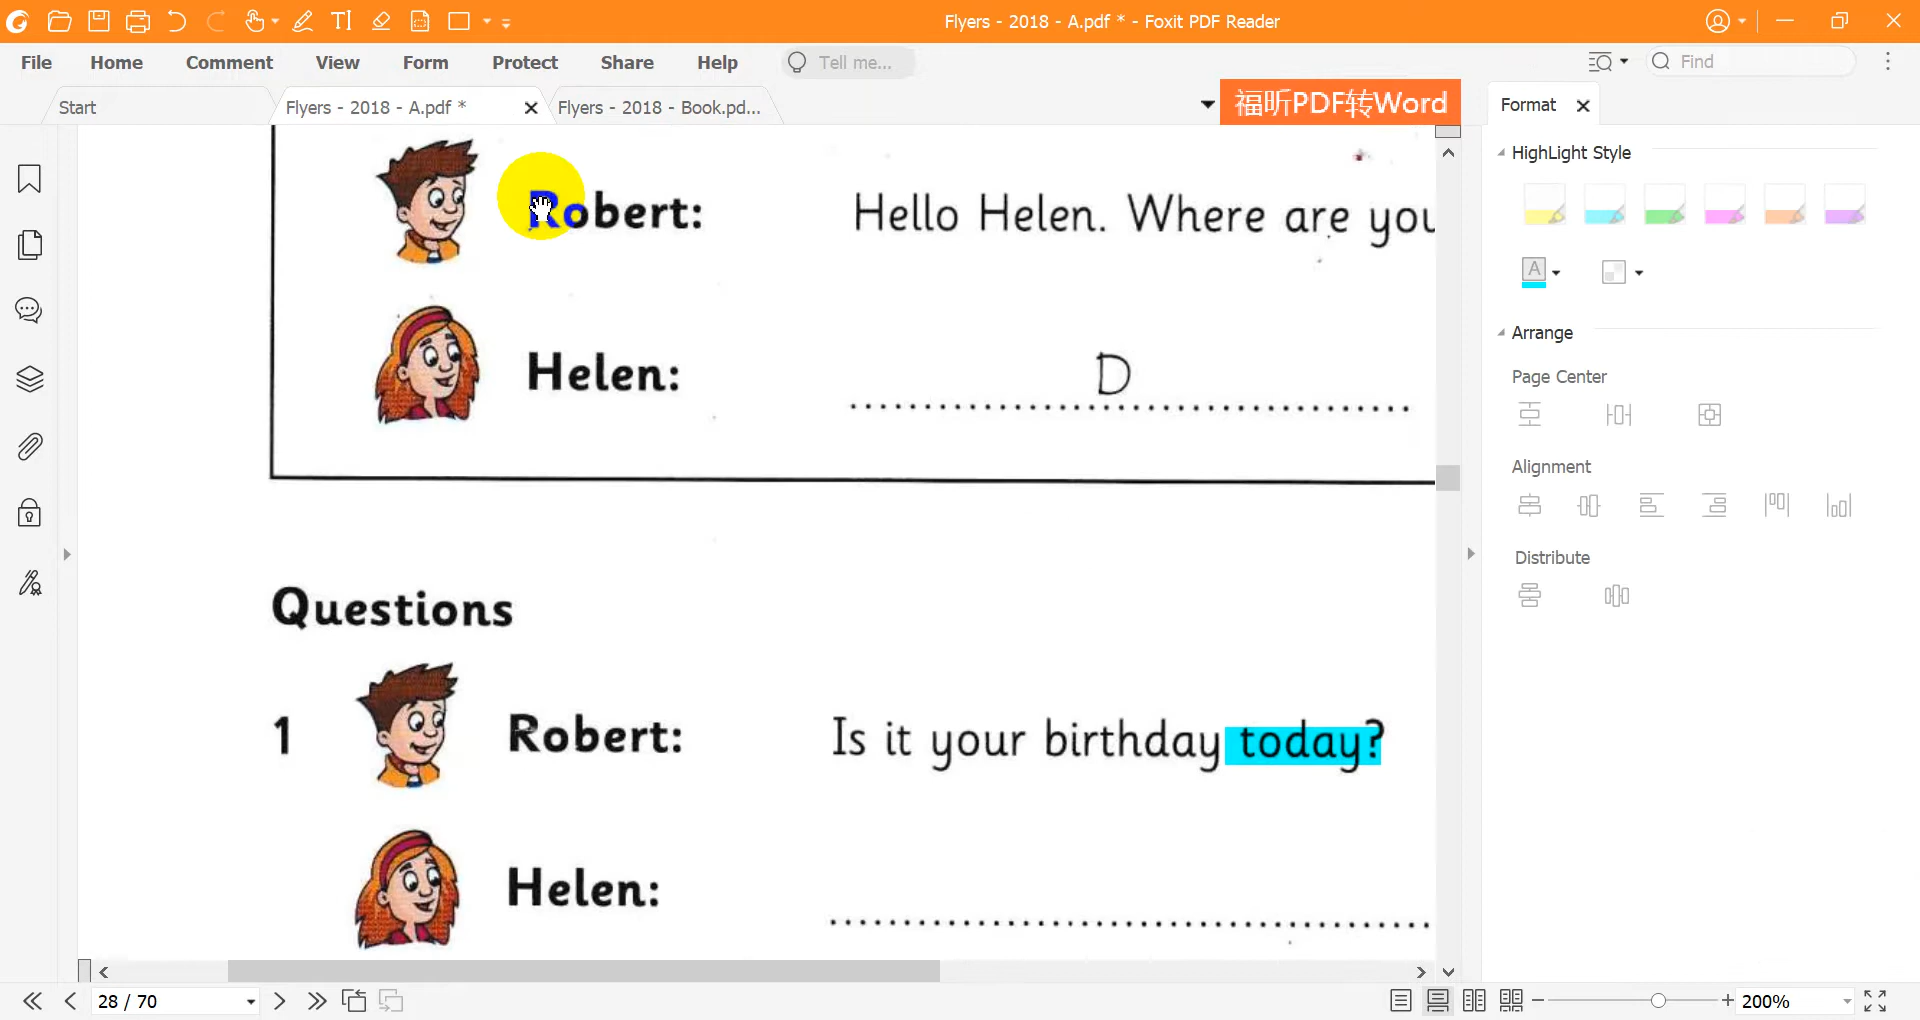 Flyers - 2018 - A.pdf * - Foxit PDF Reader
File Home Comment View Form Protect Share Help Tell me... Find
Start Flyers - 2018 - A.pdf * Flyers - 2018 - Book.pd... 福昕PDF转Word Format
HighLight Style
Robert: Hello Helen. Where are you
A
Arrange
Helen: D
Page Center
Alignment
Distribute
Questions
1 Robert: Is it your birthday today?
Helen:
28 / 70 200%